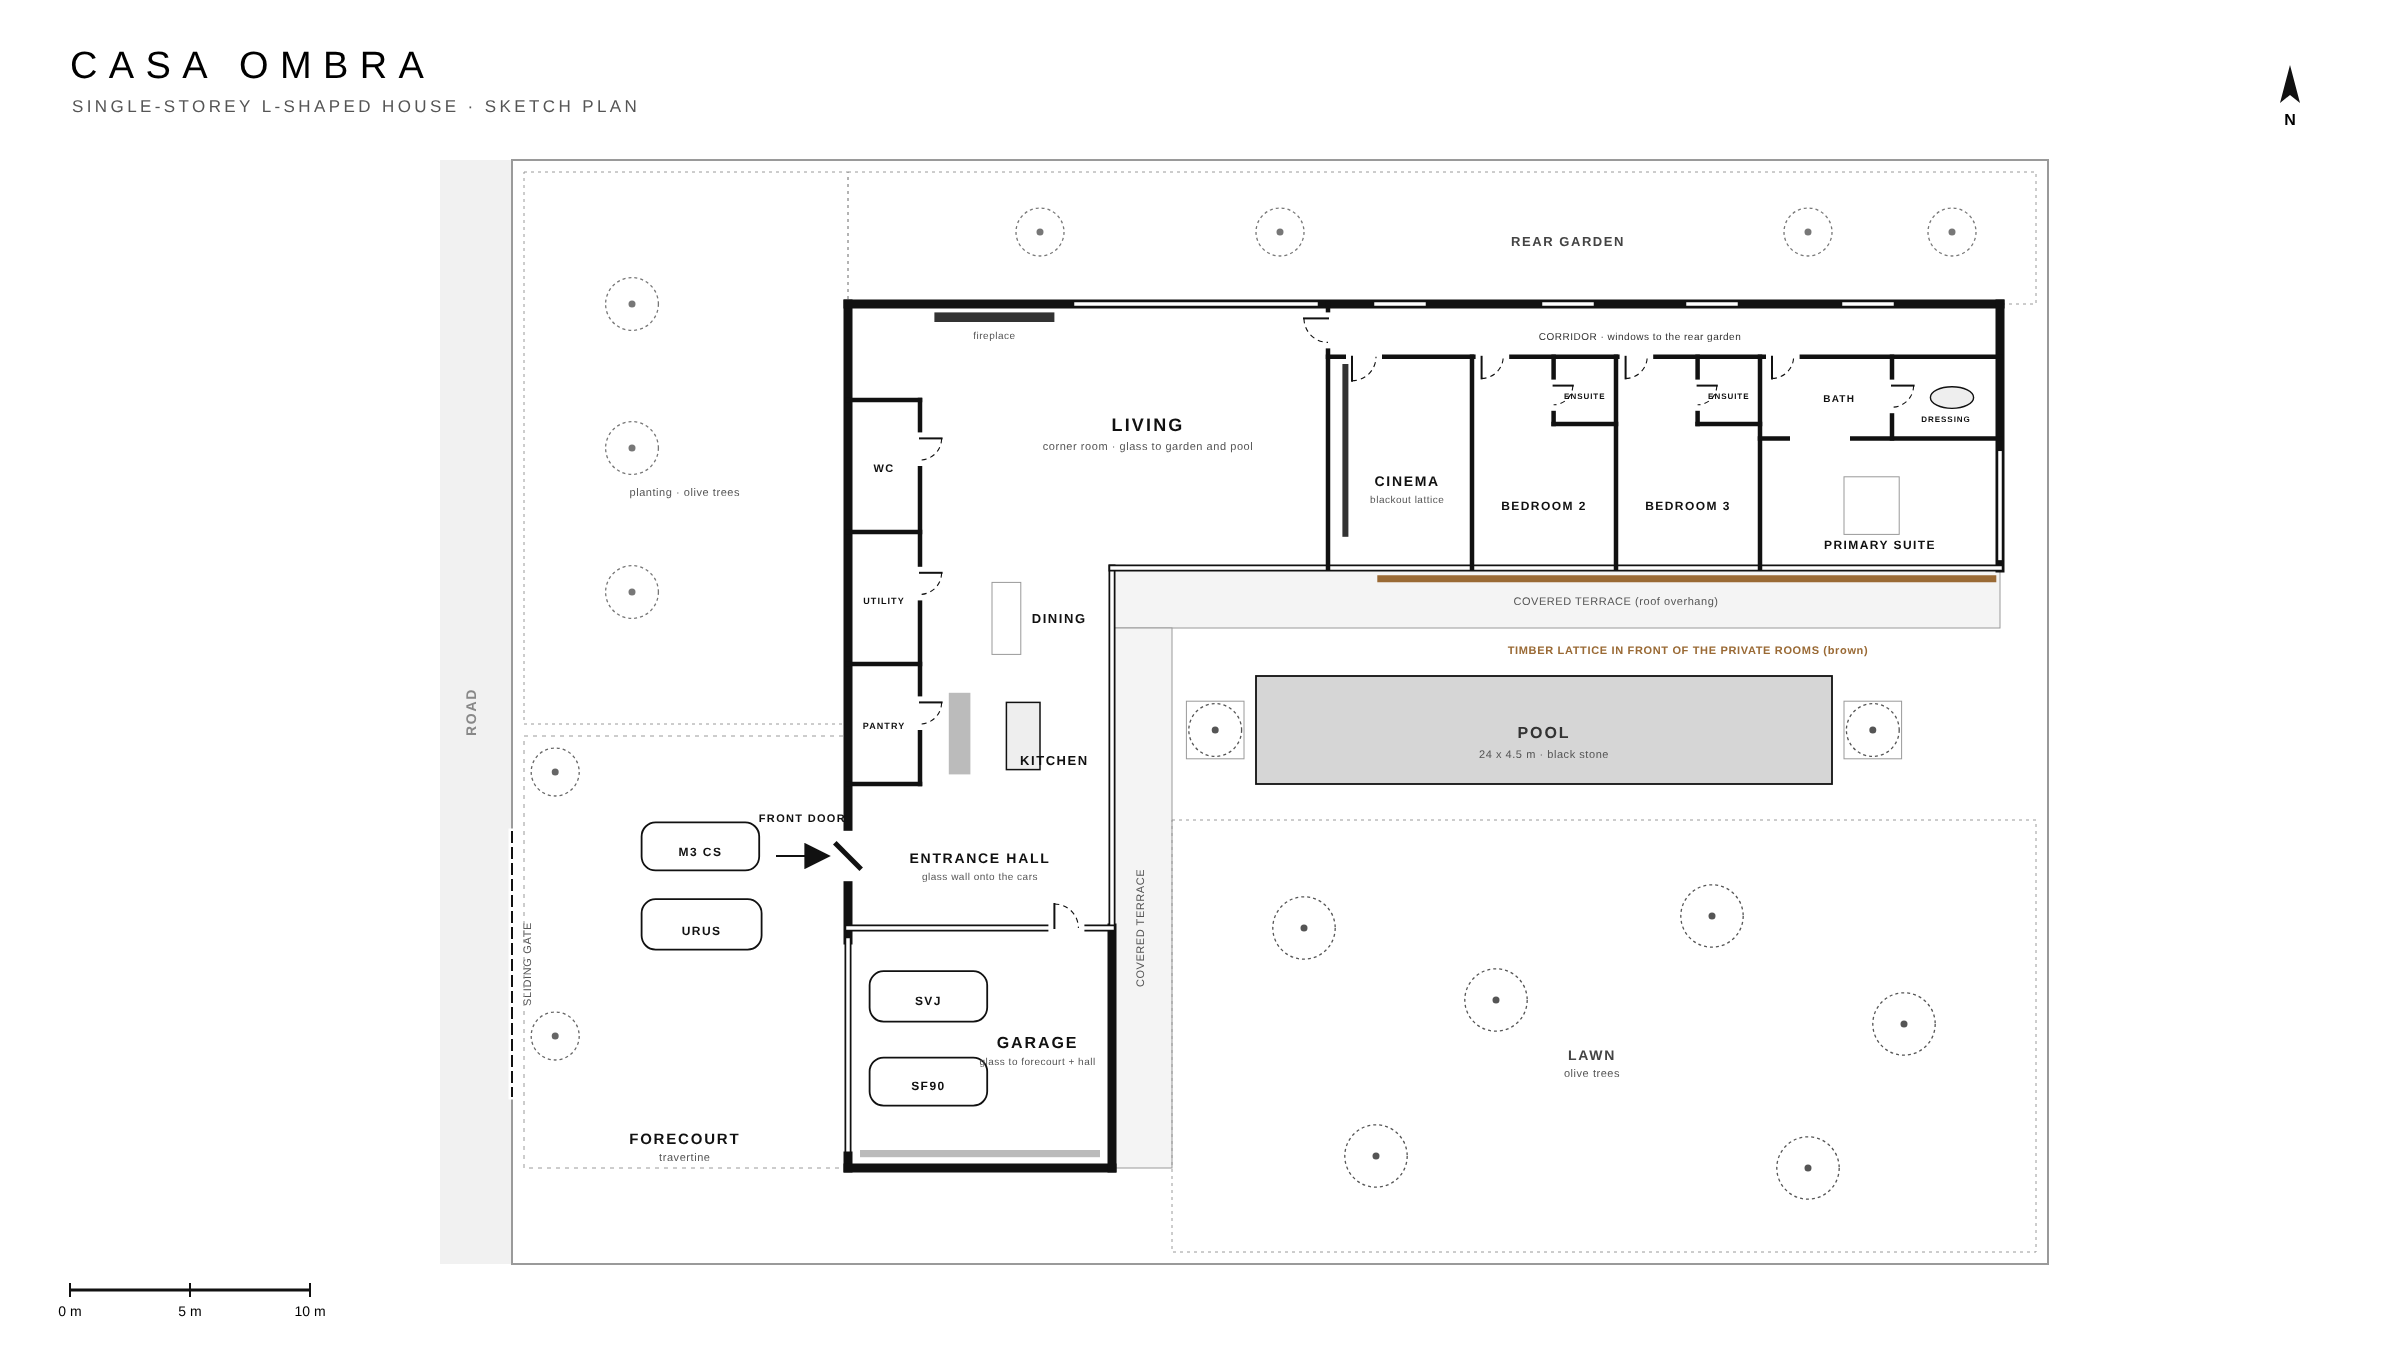 CASA OMBRA
SINGLE-STOREY L-SHAPED HOUSE · SKETCH PLAN
N
REAR GARDEN
fireplace
CORRIDOR · windows to the rear garden
LIVING
corner room · glass to garden and pool
WC
ENSUITE
ENSUITE
BATH
DRESSING
CINEMA
blackout lattice
BEDROOM 2
BEDROOM 3
PRIMARY SUITE
planting · olive trees
UTILITY
DINING
COVERED TERRACE (roof overhang)
TIMBER LATTICE IN FRONT OF THE PRIVATE ROOMS (brown)
ROAD
PANTRY
KITCHEN
POOL
24 x 4.5 m · black stone
FRONT DOOR
M3 CS
ENTRANCE HALL
glass wall onto the cars
URUS
SLIDING GATE
COVERED TERRACE
SVJ
GARAGE
glass to forecourt + hall
SF90
LAWN
olive trees
FORECOURT
travertine
0 m
5 m
10 m